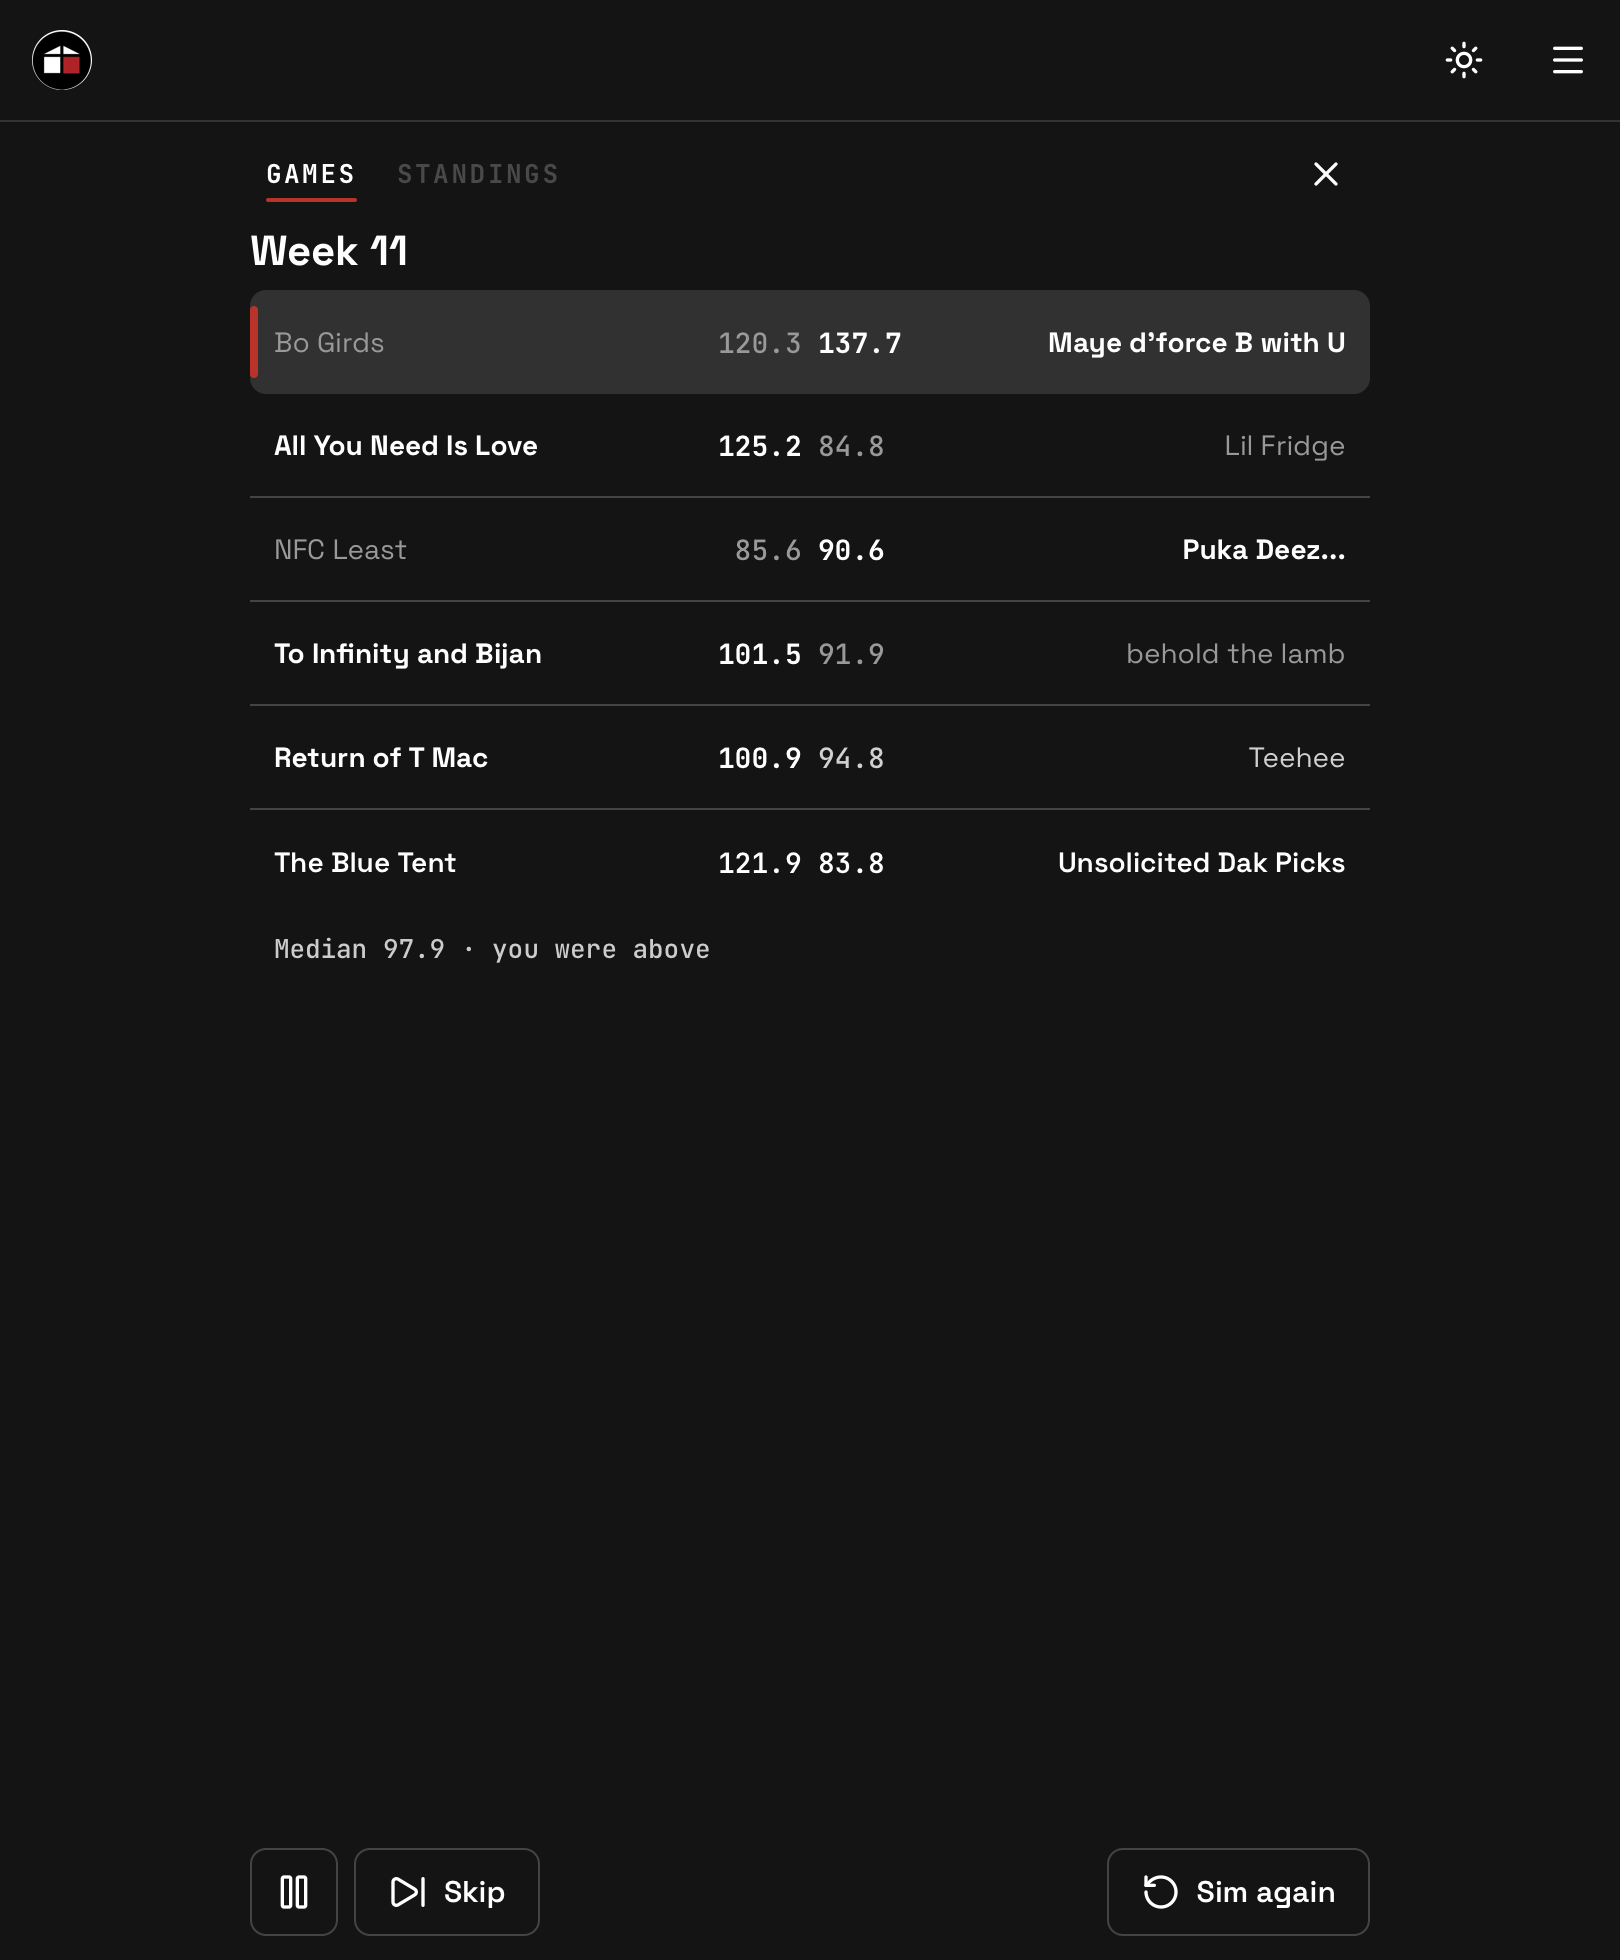 GAMES STANDINGS
Week 11
Bo Girds 120.3 137.7 Maye d’force B with U
All You Need Is Love 125.2 84.8 Lil Fridge
NFC Least 85.6 90.6 Puka Deez...
To Infinity and Bijan 101.5 91.9 behold the lamb
Return of T Mac 100.9 94.8 Teehee
The Blue Tent 121.9 83.8 Unsolicited Dak Picks
Median 97.9 · you were above
Skip Sim again